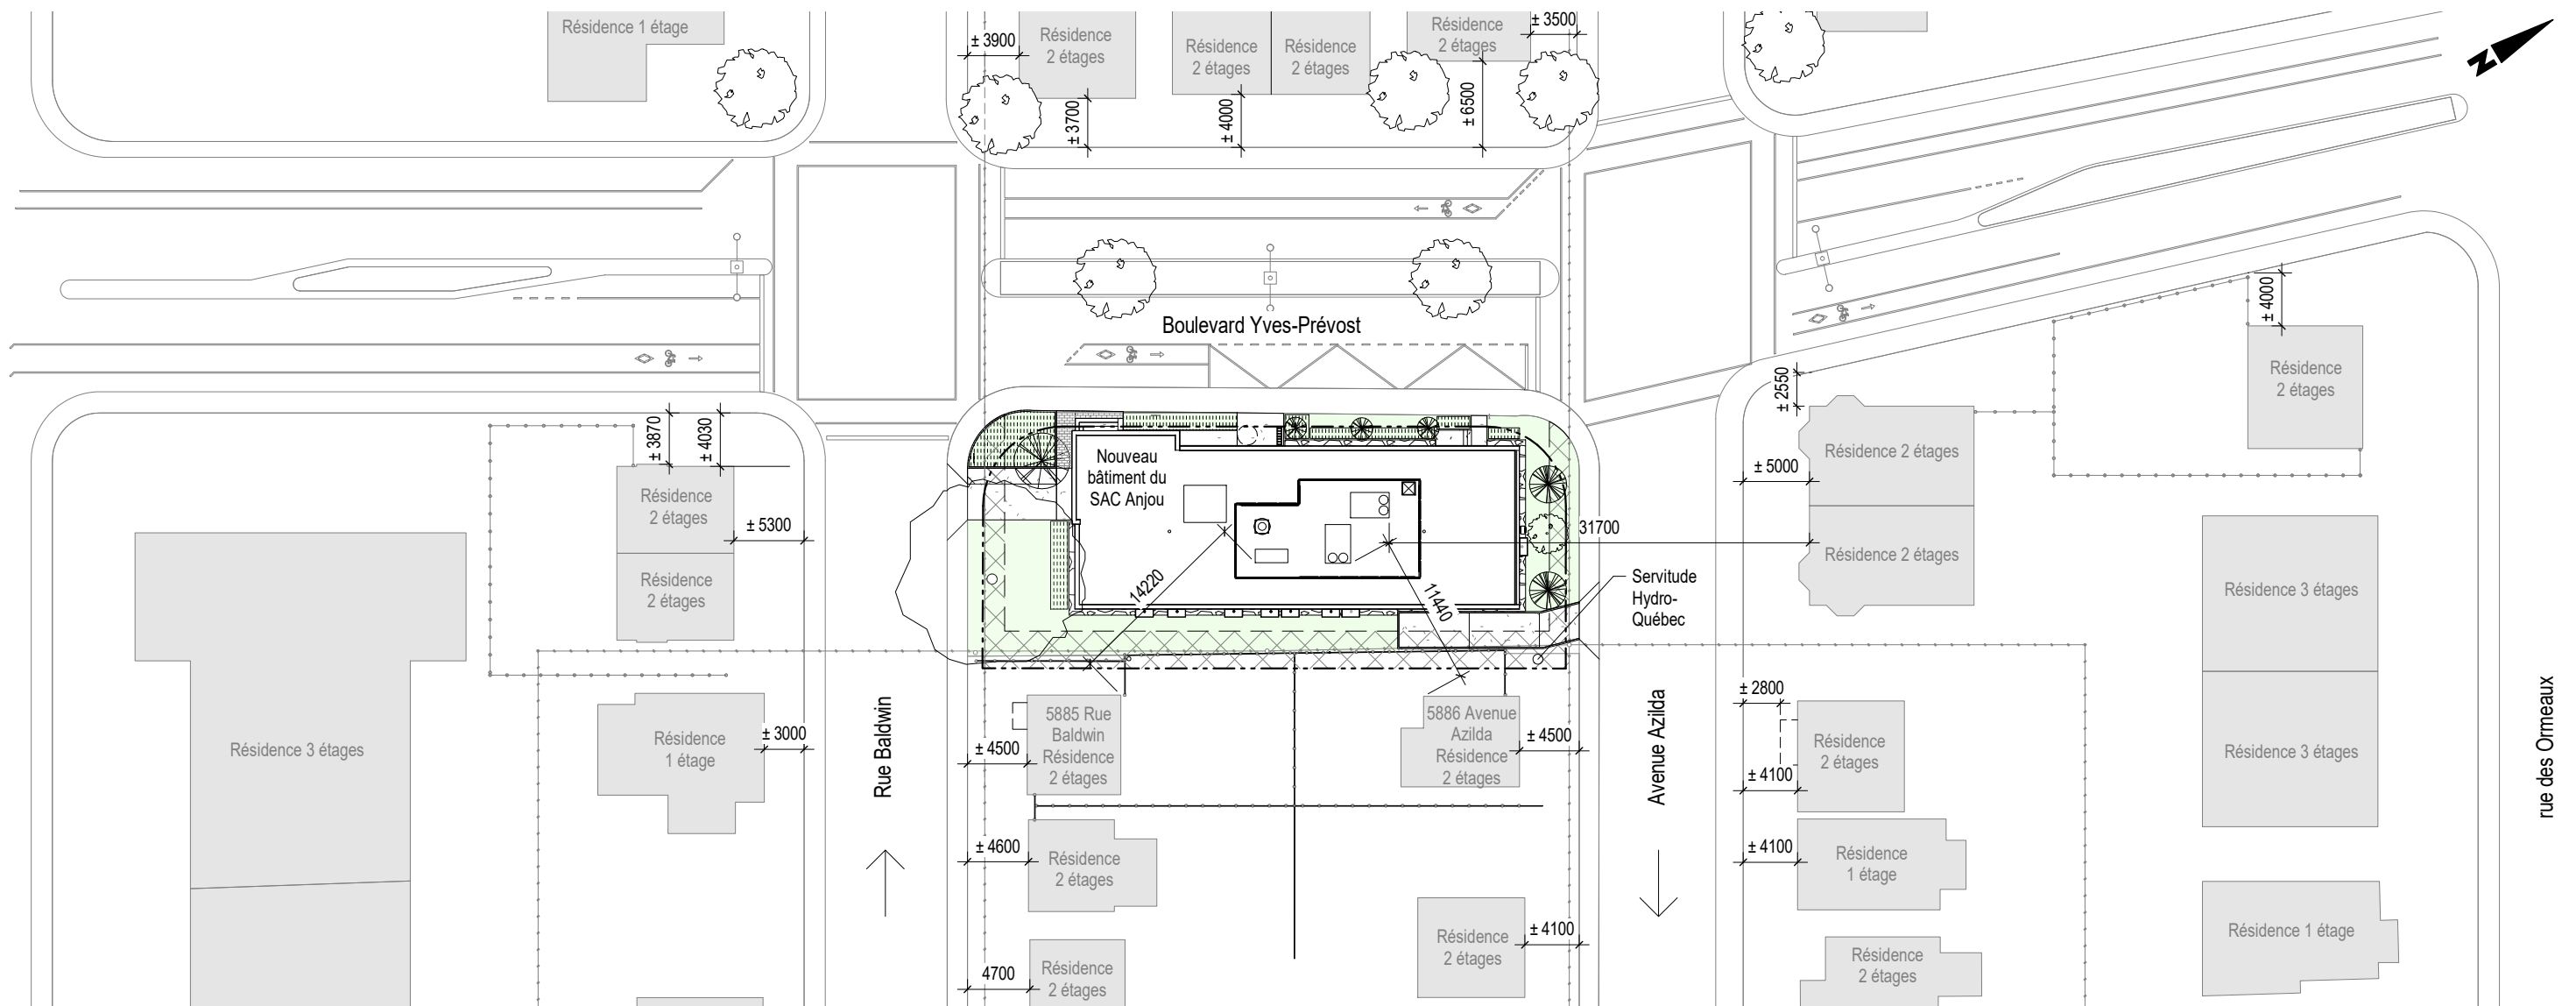 Résidence 1 étage
± 3900
Résidence
2 étages
Résidence
2 étages
Résidence
2 étages
Résidence
2 étages
± 3500
± 3700
± 4000
± 6500
N
Boulevard Yves-Prévost
± 4000
Résidence
2 étages
± 2550
± 3870
± 4030
Résidence
2 étages
± 5300
Résidence
2 étages
Nouveau
bâtiment du
SAC Anjou
14220
11440
31700
± 5000
Résidence 2 étages
Résidence 2 étages
Servitude
Hydro-
Québec
Résidence 3 étages
Résidence 3 étages
Résidence 3 étages
Résidence
1 étage
± 3000
Rue Baldwin
± 4500
5885 Rue
Baldwin
Résidence
2 étages
5886 Avenue
Azilda
Résidence
2 étages
± 4500
Avenue Azilda
± 2800
± 4100
Résidence
2 étages
rue des Ormeaux
± 4600
Résidence
2 étages
± 4100
Résidence
1 étage
Résidence 1 étage
4700
Résidence
2 étages
Résidence
2 étages
± 4100
Résidence
2 étages